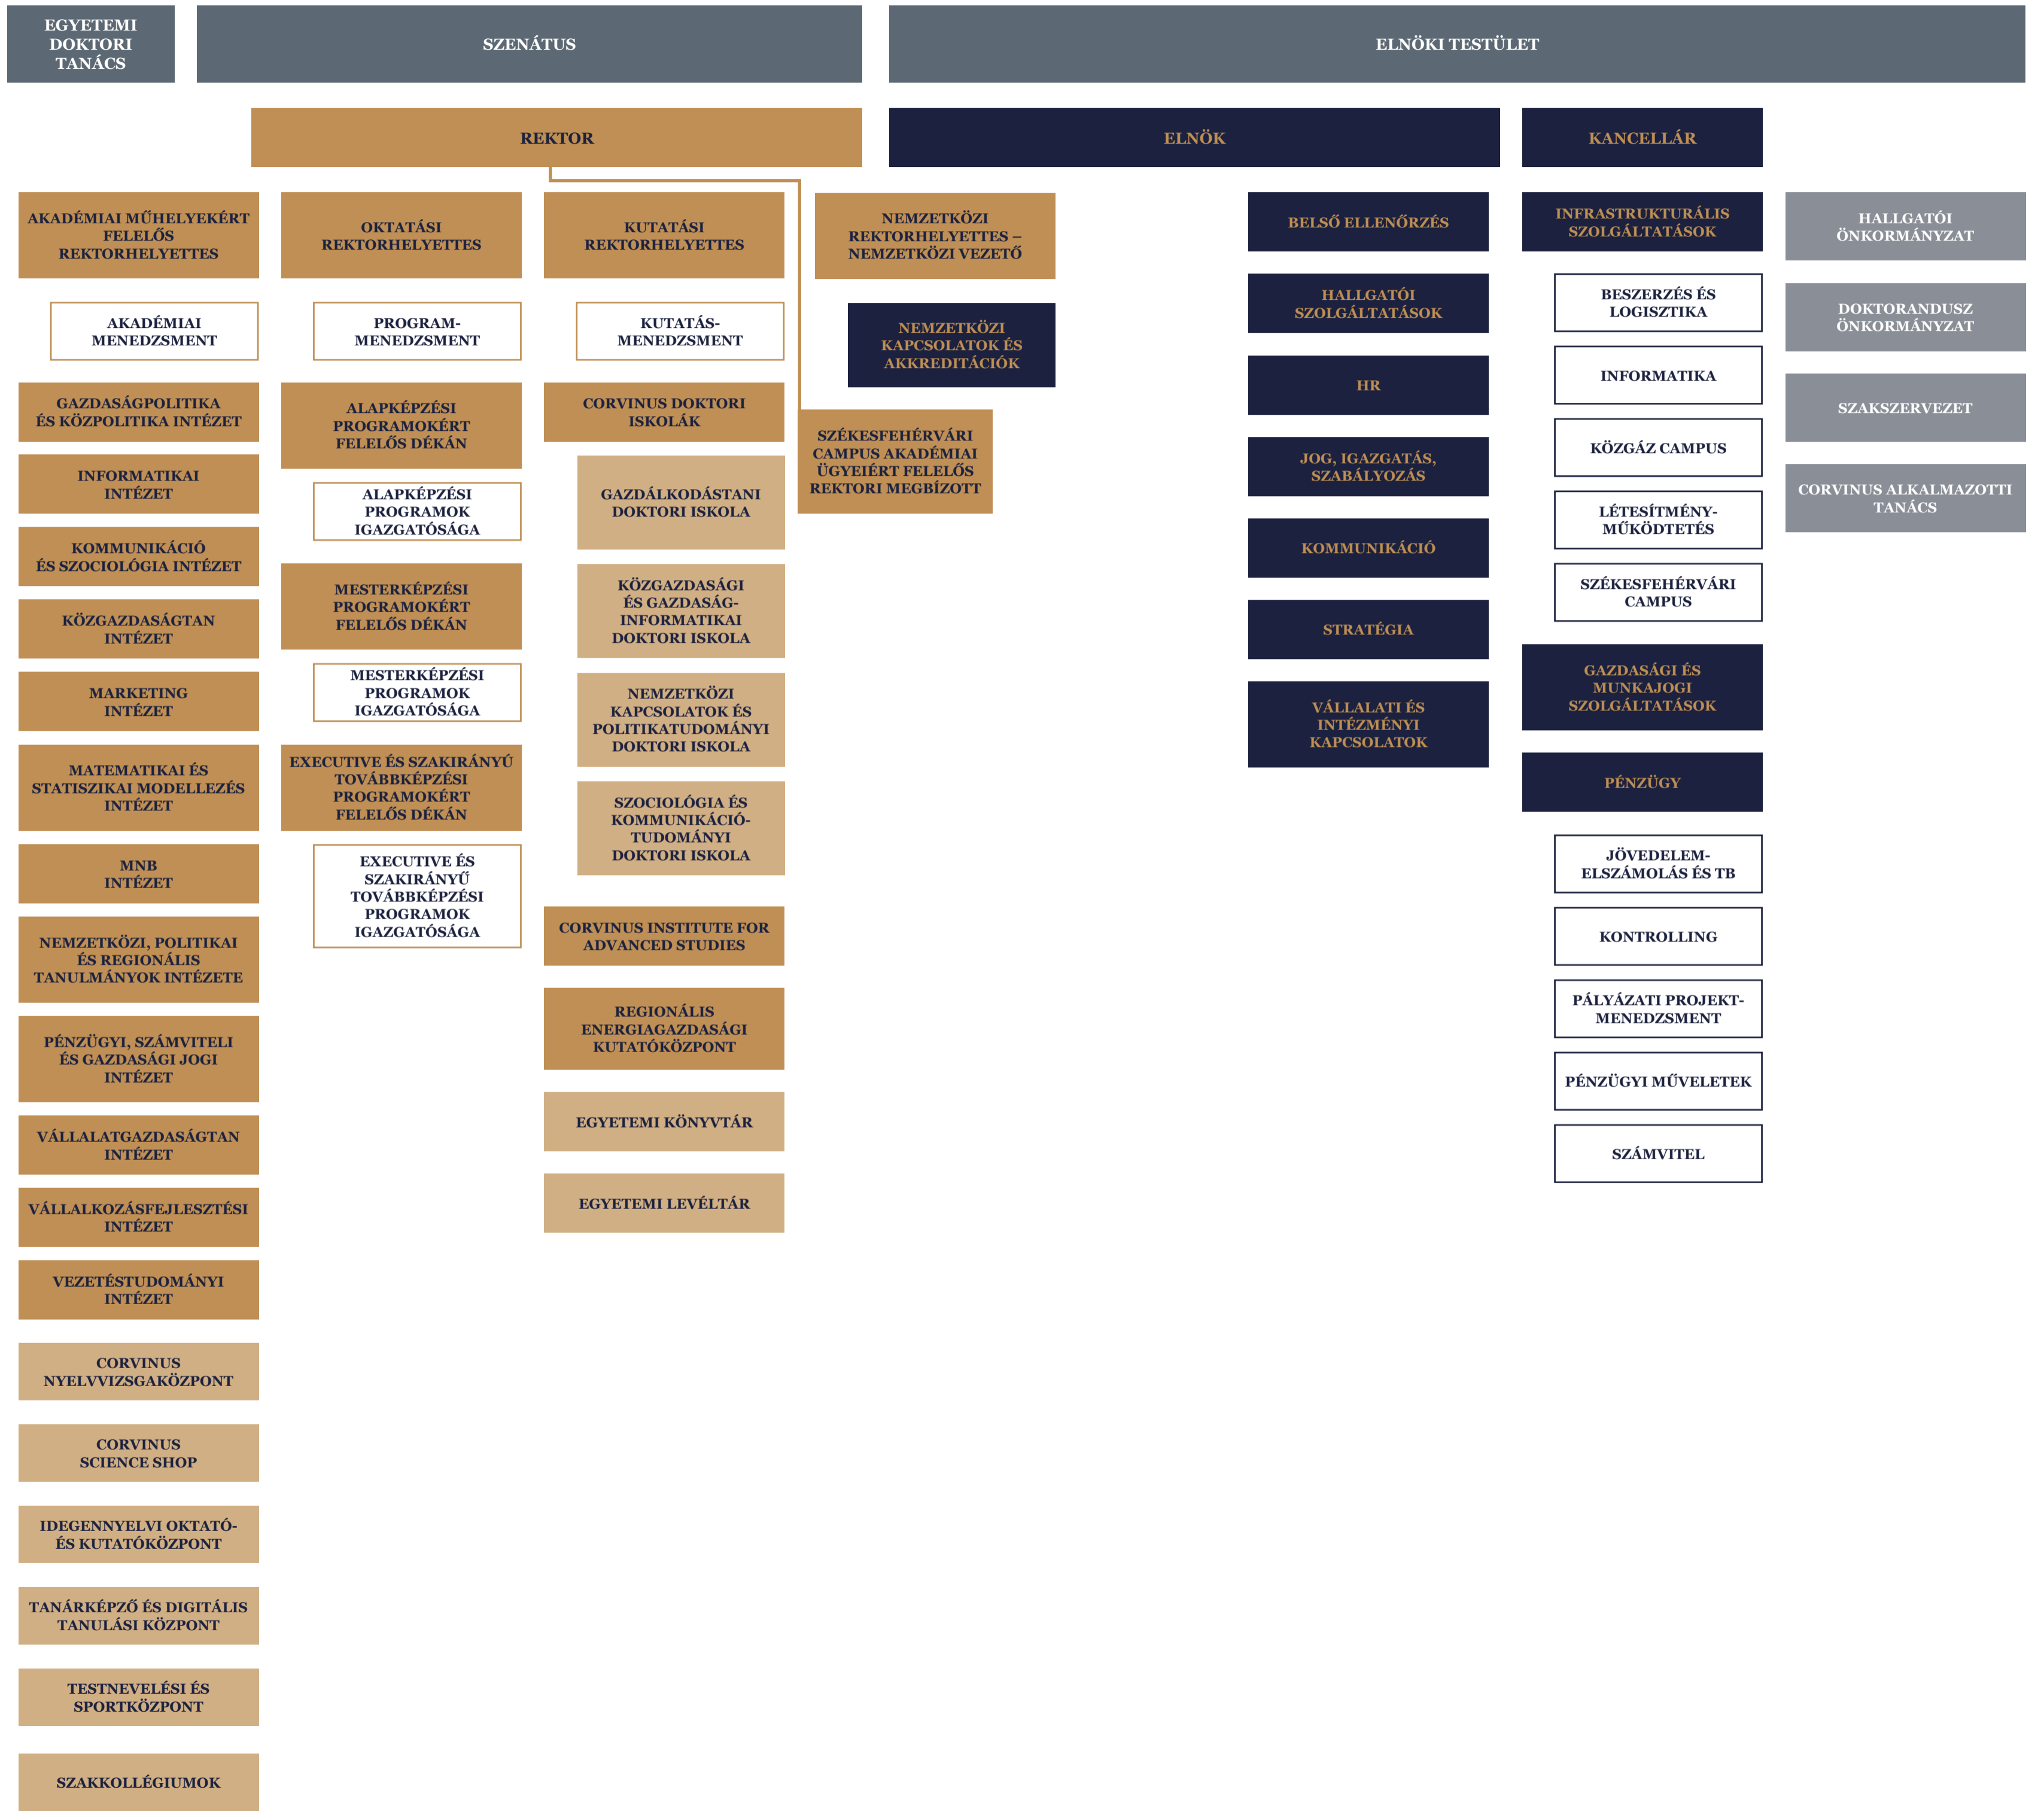 EGYETEMI
DOKTORI
TANÁCS
SZENÁTUS
ELNÖKI TESTÜLET
REKTOR
ELNÖK
KANCELLÁR
AKADÉMIAI MŰHELYEKÉRT
FELELŐS
REKTORHELYETTES
AKADÉMIAI
MENEDZSMENT
GAZDASÁGPOLITIKA
ÉS KÖZPOLITIKA INTÉZET
INFORMATIKAI
INTÉZET
KOMMUNIKÁCIÓ
ÉS SZOCIOLÓGIA INTÉZET
KÖZGAZDASÁGTAN
INTÉZET
MARKETING
INTÉZET
MATEMATIKAI ÉS
STATISZIKAI MODELLEZÉS
INTÉZET
MNB
INTÉZET
NEMZETKÖZI, POLITIKAI
ÉS REGIONÁLIS
TANULMÁNYOK INTÉZETE
PÉNZÜGYI, SZÁMVITELI
ÉS GAZDASÁGI JOGI
INTÉZET
VÁLLALATGAZDASÁGTAN
INTÉZET
VÁLLALKOZÁSFEJLESZTÉSI
INTÉZET
VEZETÉSTUDOMÁNYI
INTÉZET
CORVINUS
NYELVVIZSGAKÖZPONT
CORVINUS
SCIENCE SHOP
IDEGENNYELVI OKTATÓ-
ÉS KUTATÓKÖZPONT
TANÁRKÉPZŐ ÉS DIGITÁLIS
TANULÁSI KÖZPONT
TESTNEVELÉSI ÉS
SPORTKÖZPONT
SZAKKOLLÉGIUMOK
OKTATÁSI
REKTORHELYETTES
PROGRAM-
MENEDZSMENT
ALAPKÉPZÉSI
PROGRAMOKÉRT
FELELŐS DÉKÁN
ALAPKÉPZÉSI
PROGRAMOK
IGAZGATÓSÁGA
MESTERKÉPZÉSI
PROGRAMOKÉRT
FELELŐS DÉKÁN
MESTERKÉPZÉSI
PROGRAMOK
IGAZGATÓSÁGA
EXECUTIVE ÉS SZAKIRÁNYÚ
TOVÁBBKÉPZÉSI
PROGRAMOKÉRT
FELELŐS DÉKÁN
EXECUTIVE ÉS
SZAKIRÁNYŰ
TOVÁBBKÉPZÉSI
PROGRAMOK
IGAZGATÓSÁGA
KUTATÁSI
REKTORHELYETTES
KUTATÁS-
MENEDZSMENT
CORVINUS DOKTORI
ISKOLÁK
GAZDÁLKODÁSTANI
DOKTORI ISKOLA
KÖZGAZDASÁGI
ÉS GAZDASÁG-
INFORMATIKAI
DOKTORI ISKOLA
NEMZETKÖZI
KAPCSOLATOK ÉS
POLITIKATUDOMÁNYI
DOKTORI ISKOLA
SZOCIOLÓGIA ÉS
KOMMUNIKÁCIÓ-
TUDOMÁNYI
DOKTORI ISKOLA
CORVINUS INSTITUTE FOR
ADVANCED STUDIES
REGIONÁLIS
ENERGIAGAZDASÁGI
KUTATÓKÖZPONT
EGYETEMI KÖNYVTÁR
EGYETEMI LEVÉLTÁR
NEMZETKÖZI
REKTORHELYETTES –
NEMZETKÖZI VEZETŐ
NEMZETKÖZI
KAPCSOLATOK ÉS
AKKREDITÁCIÓK
SZÉKESFEHÉRVÁRI
CAMPUS AKADÉMIAI
ÜGYEIÉRT FELELŐS
REKTORI MEGBÍZOTT
BELSŐ ELLENŐRZÉS
HALLGATÓI
SZOLGÁLTATÁSOK
HR
JOG, IGAZGATÁS,
SZABÁLYOZÁS
KOMMUNIKÁCIÓ
STRATÉGIA
VÁLLALATI ÉS
INTÉZMÉNYI
KAPCSOLATOK
INFRASTRUKTURÁLIS
SZOLGÁLTATÁSOK
BESZERZÉS ÉS
LOGISZTIKA
INFORMATIKA
KÖZGÁZ CAMPUS
LÉTESÍTMÉNY-
MŰKÖDTETÉS
SZÉKESFEHÉRVÁRI
CAMPUS
GAZDASÁGI ÉS
MUNKAJOGI
SZOLGÁLTATÁSOK
PÉNZÜGY
JÖVEDELEM-
ELSZÁMOLÁS ÉS TB
KONTROLLING
PÁLYÁZATI PROJEKT-
MENEDZSMENT
PÉNZÜGYI MŰVELETEK
SZÁMVITEL
HALLGATÓI
ÖNKORMÁNYZAT
DOKTORANDUSZ
ÖNKORMÁNYZAT
SZAKSZERVEZET
CORVINUS ALKALMAZOTTI
TANÁCS